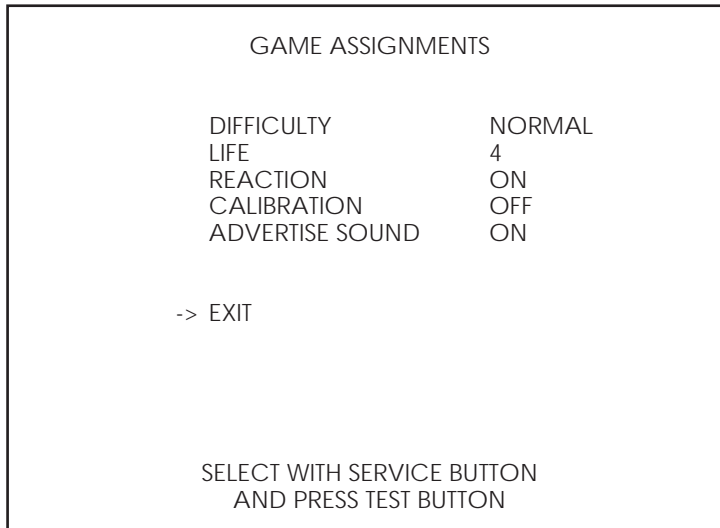 GAME ASSIGNMENTS
DIFFICULTY NORMAL
LIFE 4
REACTION ON
CALIBRATION OFF
ADVERTISE SOUND ON
-> EXIT
SELECT WITH SERVICE BUTTON
AND PRESS TEST BUTTON